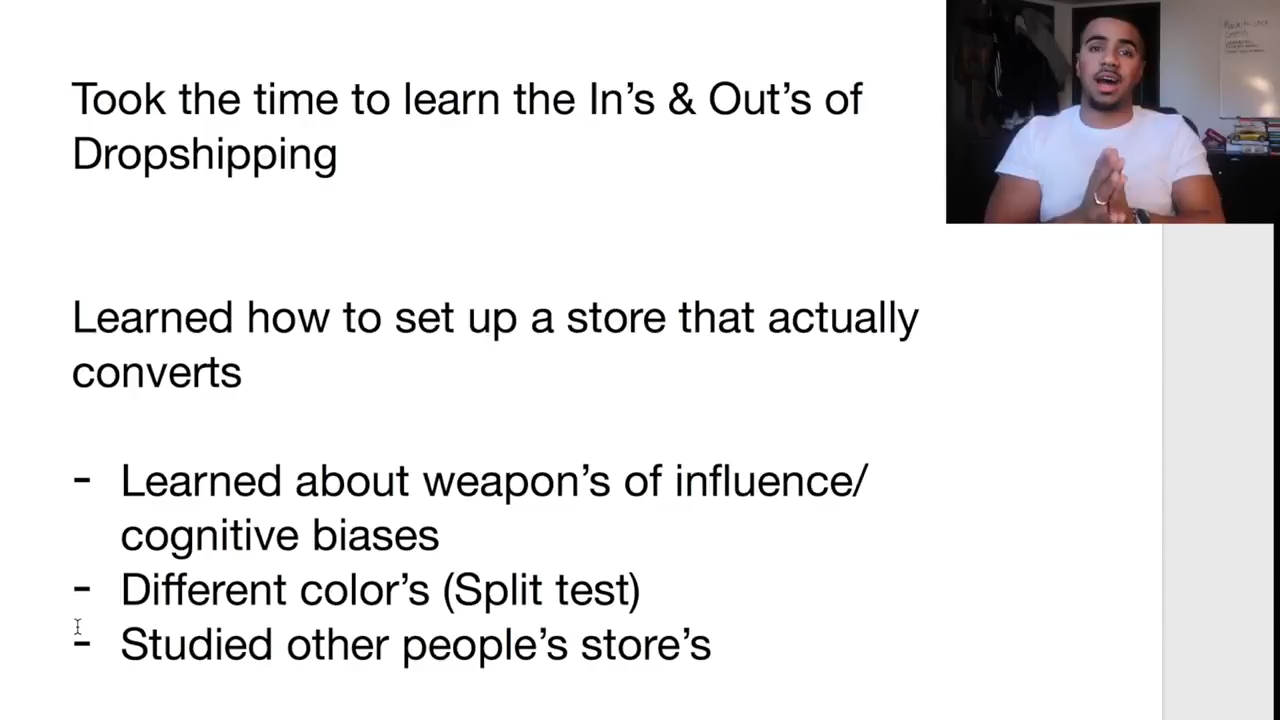 Took the time to learn the In’s & Out’s of
Dropshipping
Learned how to set up a store that actually
converts
- Learned about weapon’s of influence/
cognitive biases
- Different color’s (Split test)
- Studied other people’s store’s